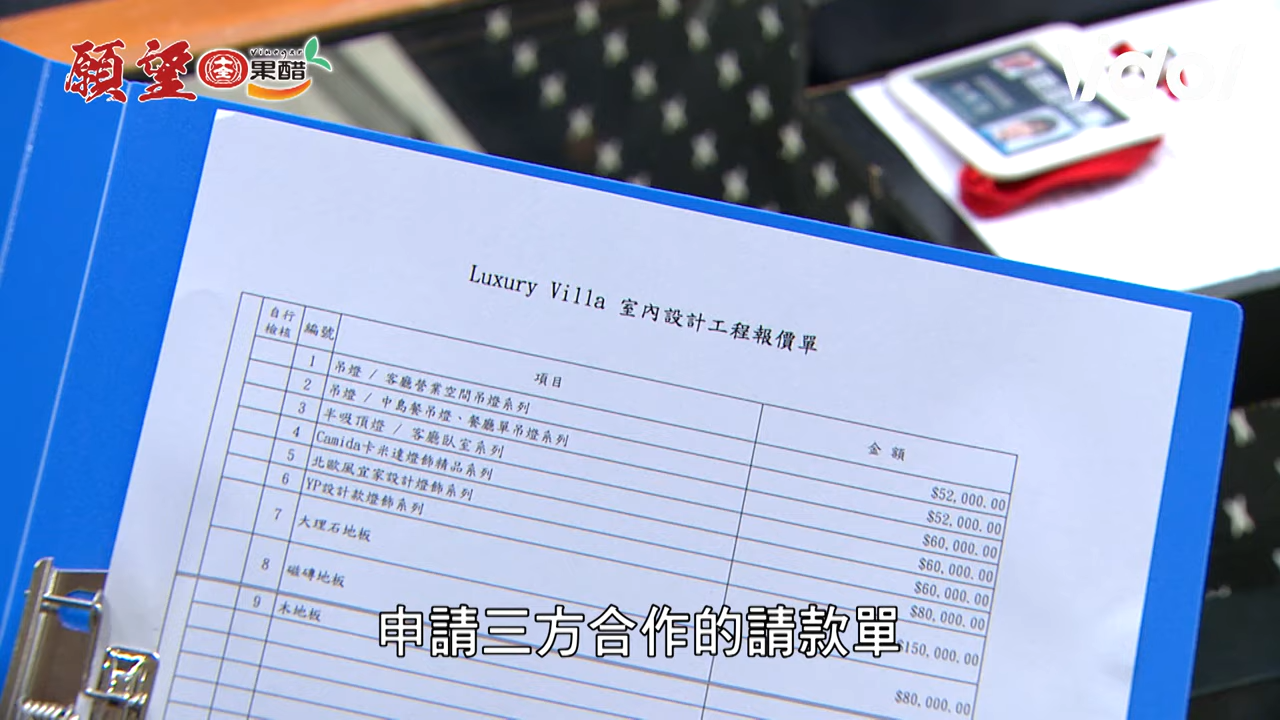 願望 果醋
Vinegar
Vidol
Luxury Villa 室內設計工程報價單
自行檢核 編號 項目 金額
1 吊燈 / 客廳營業空間吊燈系列 $52,000.00
2 吊燈 / 中島餐吊燈、餐廳單吊燈系列 $52,000.00
3 半吸頂燈 / 客廳臥室系列 $60,000.00
4 Camida卡米達燈飾精品系列 $60,000.00
5 北歐風宜家設計燈飾系列 $60,000.00
6 YP設計款燈飾系列 $80,000.00
7 大理石地板 $150,000.00
8 磁磚地板 $80,000.00
9 木地板
申請三方合作的請款單